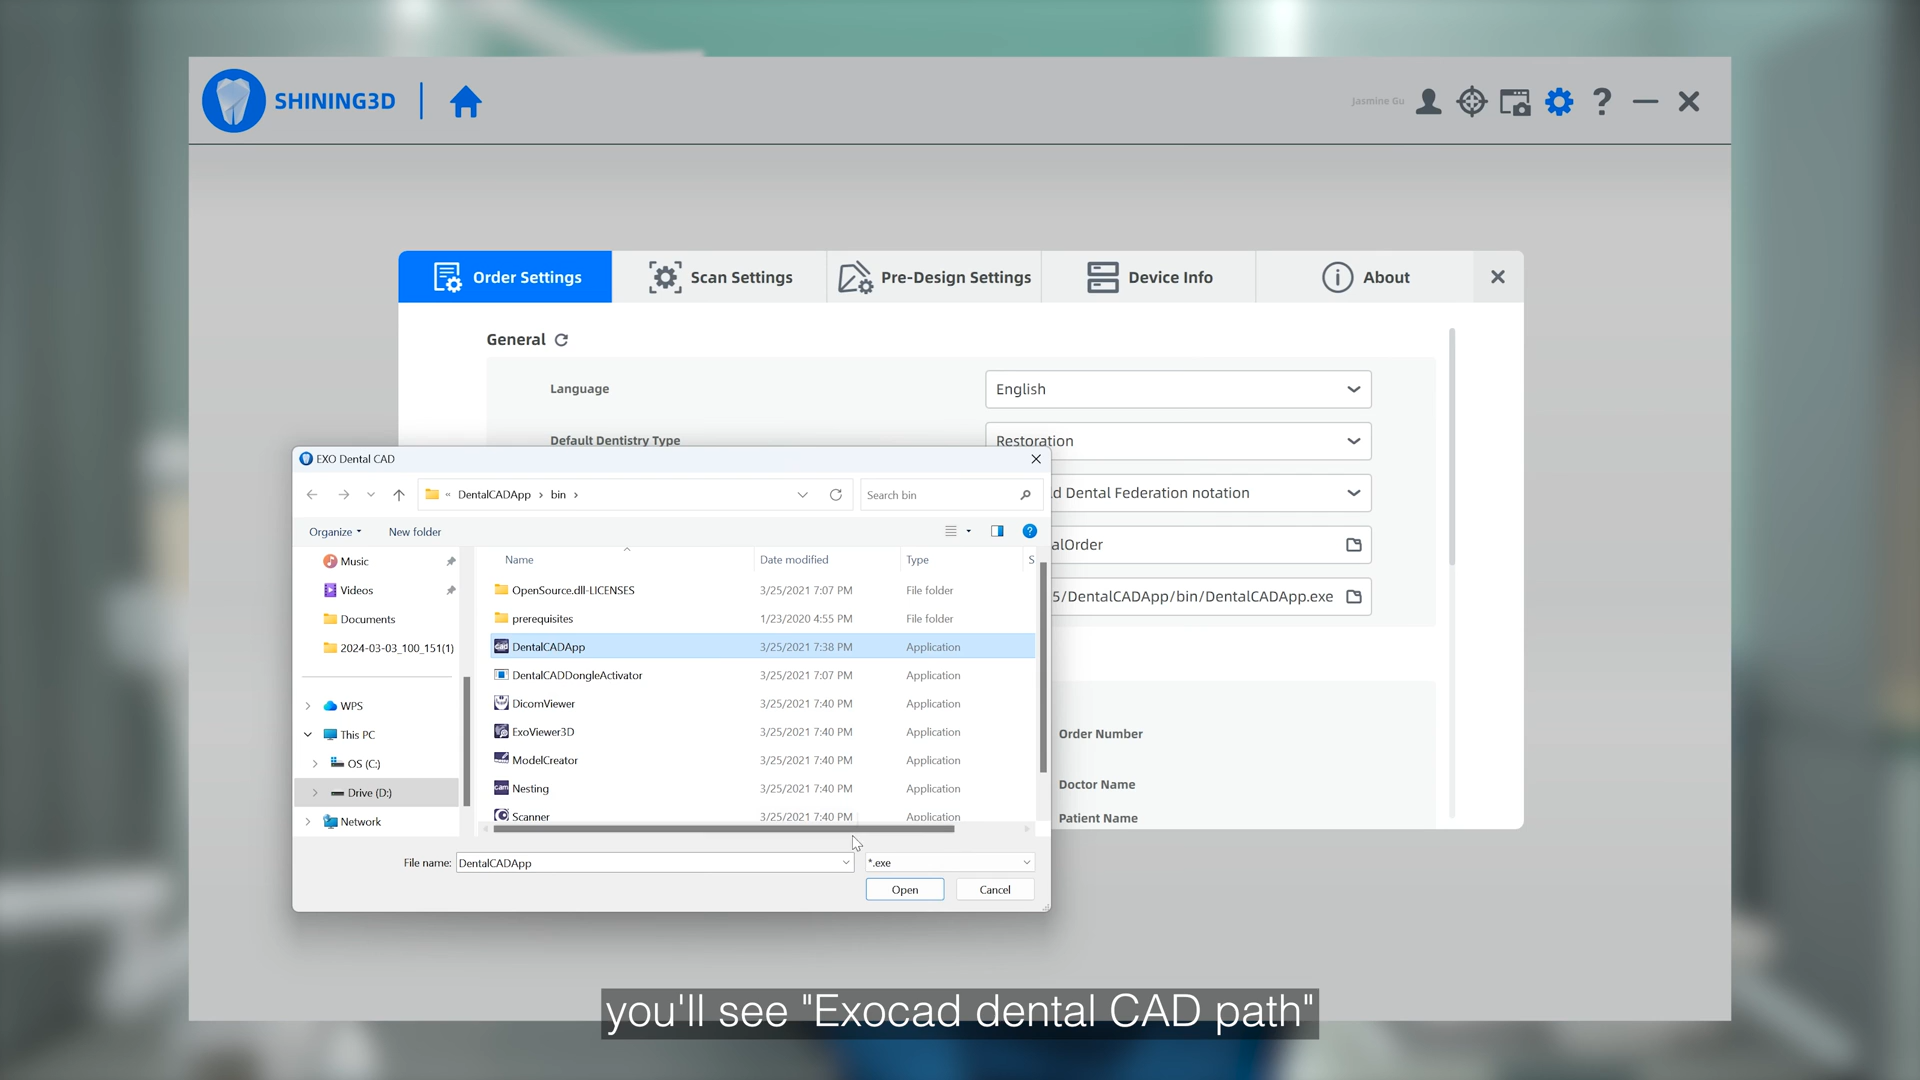 SHINING3D
Jasmine Gu
Order Settings
Scan Settings
Pre-Design Settings
Device Info
About
General
Language
English
Default Dentistry Type
Restoration
d Dental Federation notation
alOrder
5/DentalCADApp/bin/DentalCADApp.exe
Order Number
Doctor Name
Patient Name
EXO Dental CAD
« DentalCADApp › bin ›
Search bin
Organize
New folder
Music
Videos
Documents
2024-03-03_100_151(1)
WPS
This PC
OS (C:)
Drive (D:)
Network
Name Date modified Type S
OpenSource.dll-LICENSES 3/25/2021 7:07 PM File folder
prerequisites 1/23/2020 4:55 PM File folder
DentalCADApp 3/25/2021 7:38 PM Application
DentalCADDongleActivator 3/25/2021 7:07 PM Application
DicomViewer 3/25/2021 7:40 PM Application
ExoViewer3D 3/25/2021 7:40 PM Application
ModelCreator 3/25/2021 7:40 PM Application
Nesting 3/25/2021 7:40 PM Application
Scanner 3/25/2021 7:40 PM Application
File name: DentalCADApp
*.exe
Open
Cancel
you'll see "Exocad dental CAD path"